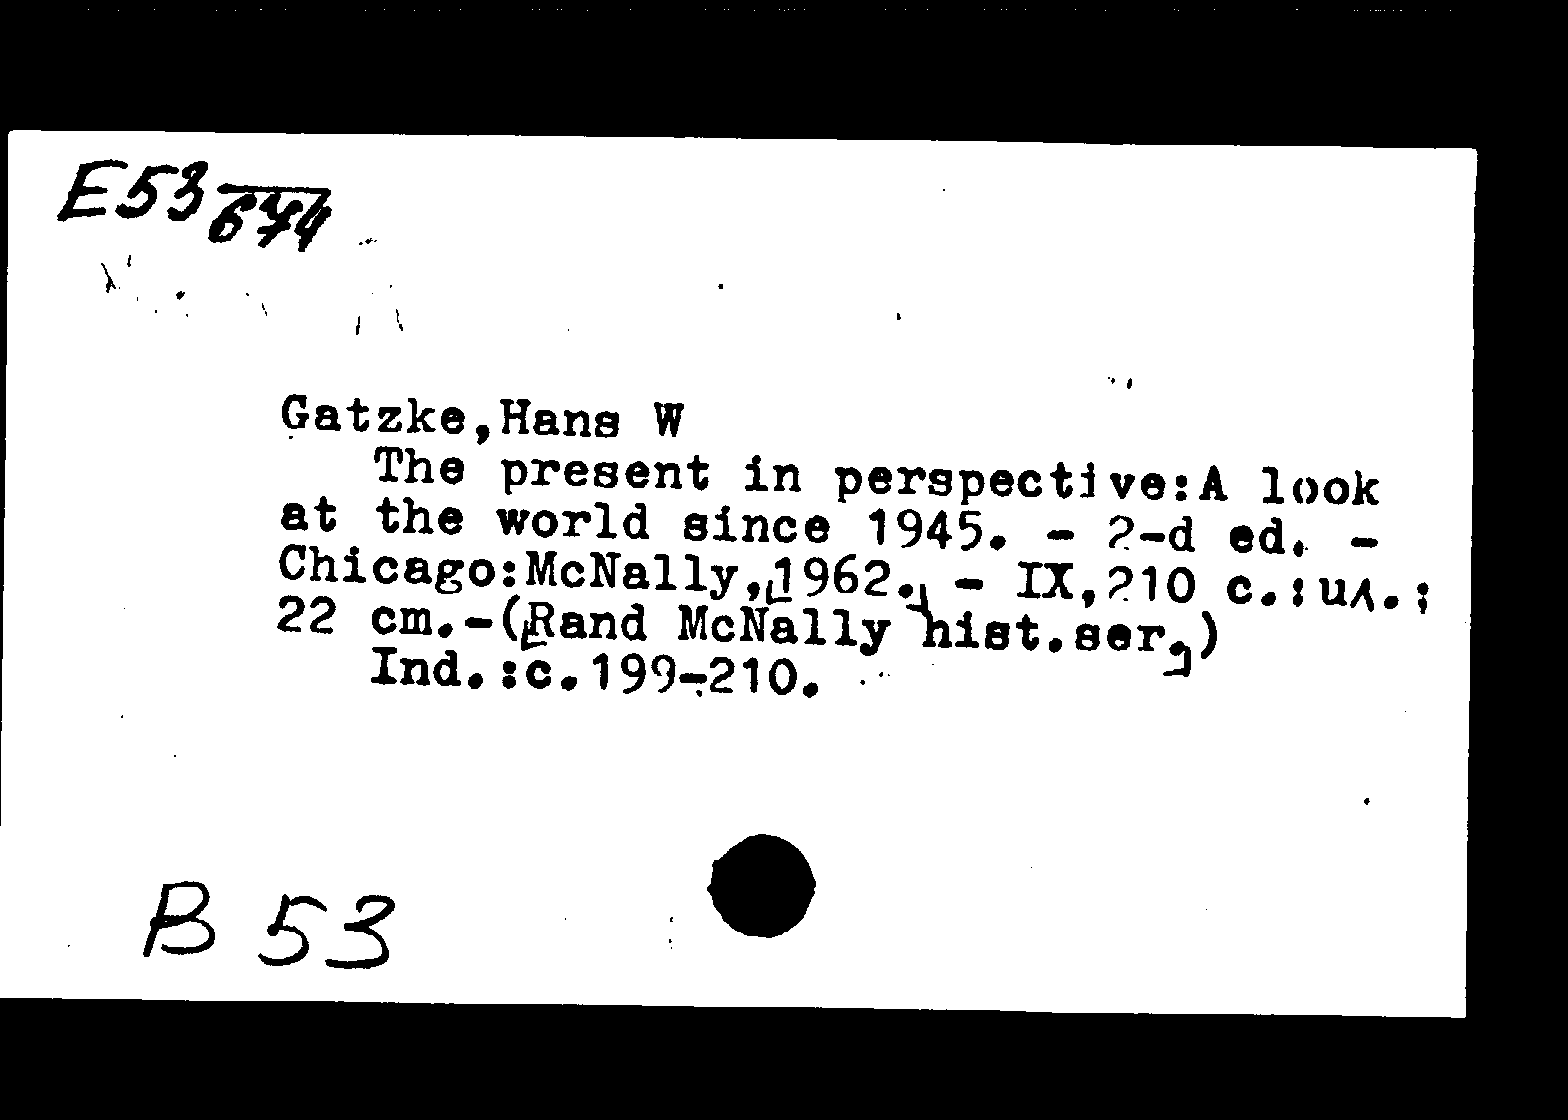 E53/674
Gatzke,Hans W
The present in perspective:A look
at the world since 1945. - 2-d ed. -
Chicago:McNally,[1962.] - IX,210 c.:ил.;
22 cm.-([Rand McNally hist.ser.])
Ind.:c.199-210.
B 53